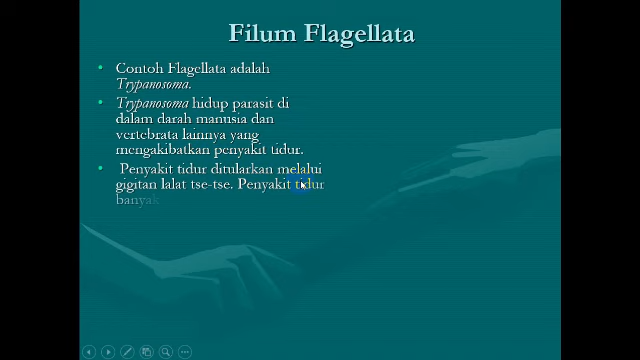 Filum Flagellata
• Contoh Flagellata adalah
Trypanosoma.
• Trypanosoma hidup parasit di
dalam darah manusia dan
vertebrata lainnya yang
mengakibatkan penyakit tidur.
• Penyakit tidur ditularkan melalui
gigitan lalat tse-tse. Penyakit tidur
banyak